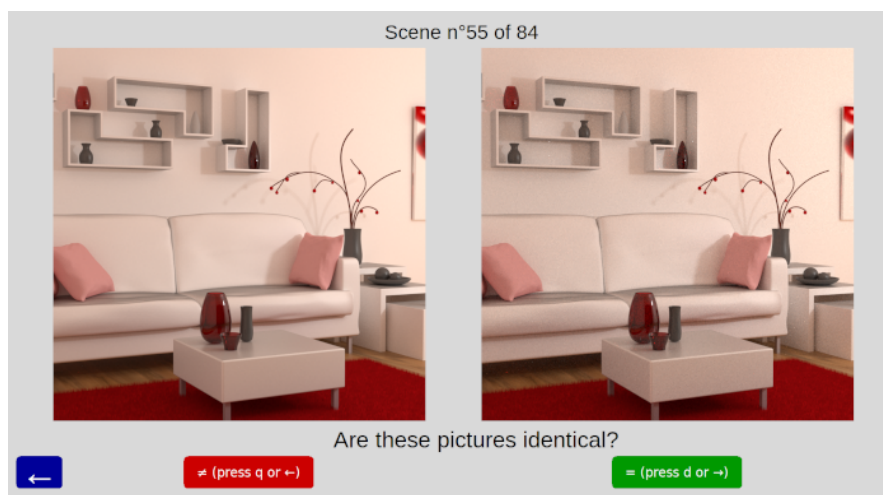 Scene n°55 of 84
Are these pictures identical?
←
≠ (press q or ←)
= (press d or →)